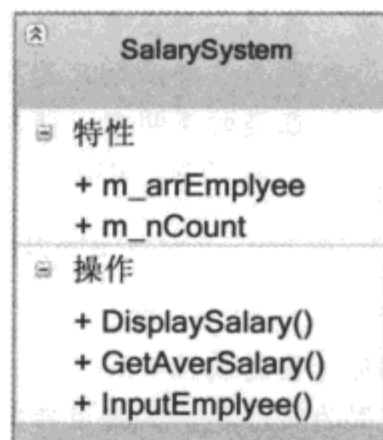 SalarySystem
特性
+ m_arrEmplyee
+ m_nCount
操作
+ DisplaySalary()
+ GetAverSalary()
+ InputEmplyee()